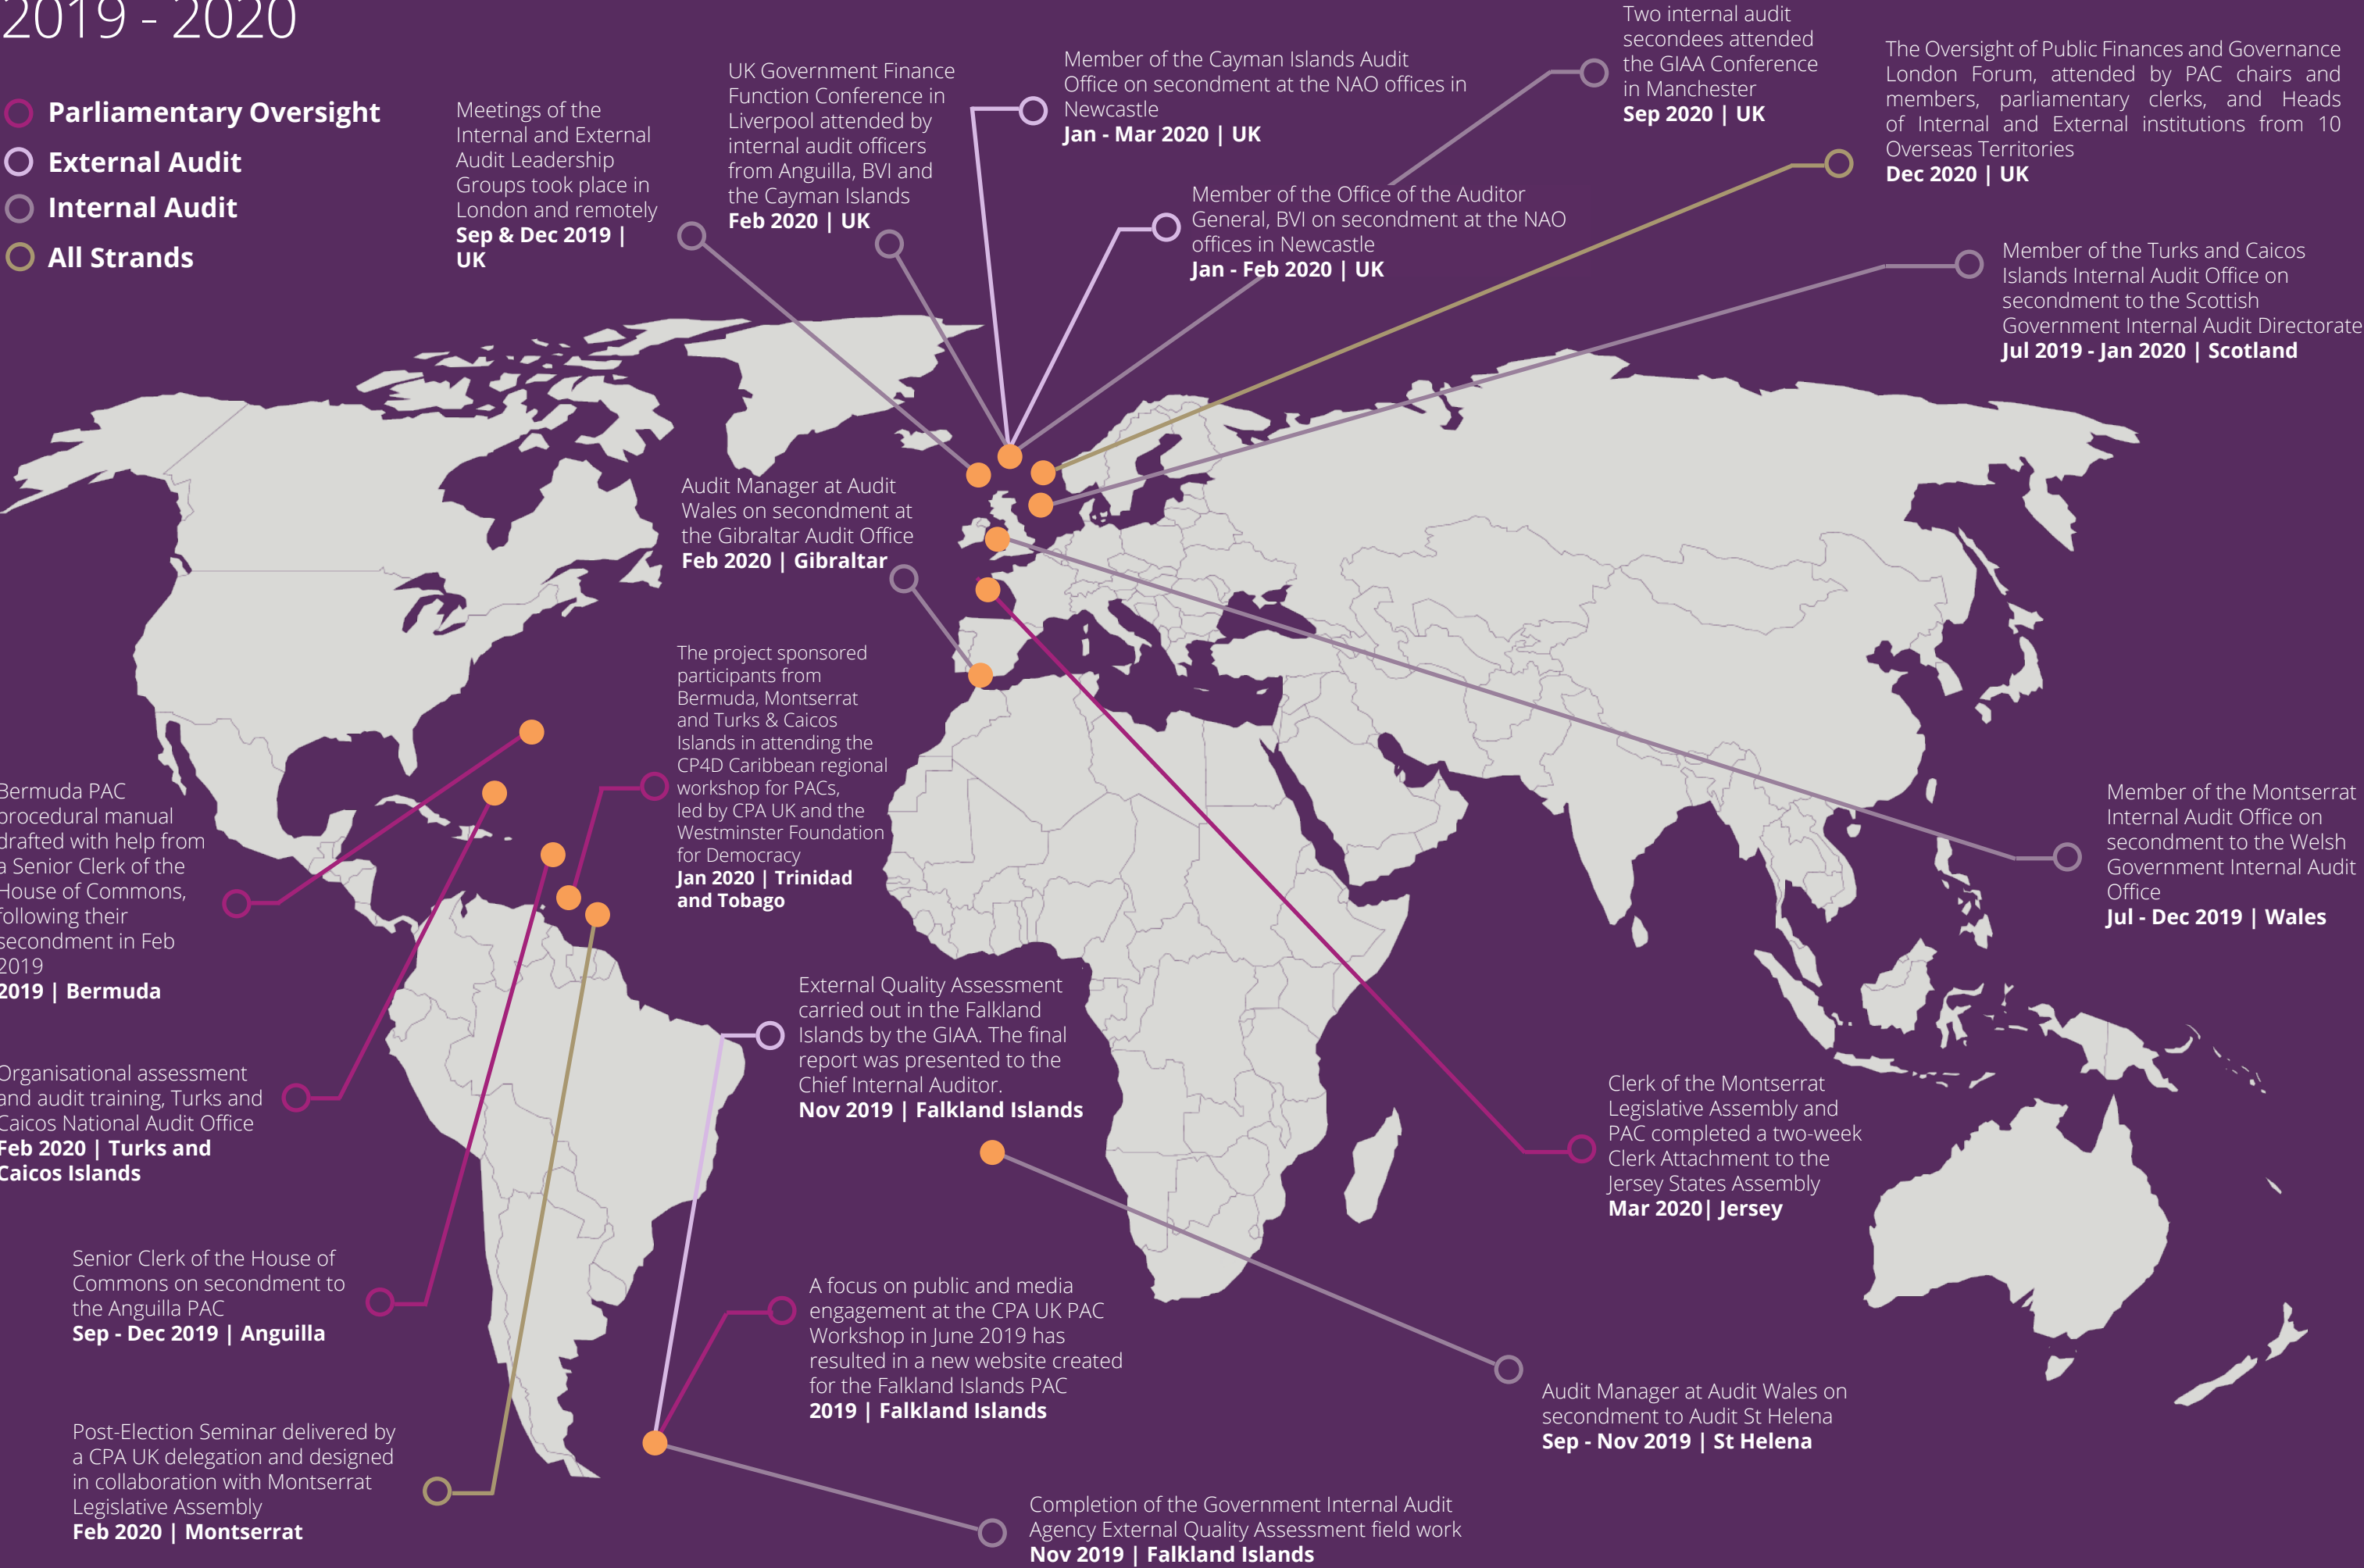 2019 - 2020
Parliamentary Oversight
External Audit
Internal Audit
All Strands
Meetings of the
Internal and External
Audit Leadership
Groups took place in
London and remotely
Sep & Dec 2019 |
UK
UK Government Finance
Function Conference in
Liverpool attended by
internal audit officers
from Anguilla, BVI and
the Cayman Islands
Feb 2020 | UK
Member of the Cayman Islands Audit
Office on secondment at the NAO offices in
Newcastle
Jan - Mar 2020 | UK
Member of the Office of the Auditor
General, BVI on secondment at the NAO
offices in Newcastle
Jan - Feb 2020 | UK
Two internal audit
secondees attended
the GIAA Conference
in Manchester
Sep 2020 | UK
The Oversight of Public Finances and Governance
London Forum, attended by PAC chairs and
members, parliamentary clerks, and Heads
of Internal and External institutions from 10
Overseas Territories
Dec 2020 | UK
Member of the Turks and Caicos
Islands Internal Audit Office on
secondment to the Scottish
Government Internal Audit Directorate
Jul 2019 - Jan 2020 | Scotland
Audit Manager at Audit
Wales on secondment at
the Gibraltar Audit Office
Feb 2020 | Gibraltar
The project sponsored
participants from
Bermuda, Montserrat
and Turks & Caicos
Islands in attending the
CP4D Caribbean regional
workshop for PACs,
led by CPA UK and the
Westminster Foundation
for Democracy
Jan 2020 | Trinidad
and Tobago
Bermuda PAC
procedural manual
drafted with help from
a Senior Clerk of the
House of Commons,
following their
secondment in Feb
2019
2019 | Bermuda
Member of the Montserrat
Internal Audit Office on
secondment to the Welsh
Government Internal Audit
Office
Jul - Dec 2019 | Wales
External Quality Assessment
carried out in the Falkland
Islands by the GIAA. The final
report was presented to the
Chief Internal Auditor.
Nov 2019 | Falkland Islands
Organisational assessment
and audit training, Turks and
Caicos National Audit Office
Feb 2020 | Turks and
Caicos Islands
Clerk of the Montserrat
Legislative Assembly and
PAC completed a two-week
Clerk Attachment to the
Jersey States Assembly
Mar 2020| Jersey
Senior Clerk of the House of
Commons on secondment to
the Anguilla PAC
Sep - Dec 2019 | Anguilla
A focus on public and media
engagement at the CPA UK PAC
Workshop in June 2019 has
resulted in a new website created
for the Falkland Islands PAC
2019 | Falkland Islands
Audit Manager at Audit Wales on
secondment to Audit St Helena
Sep - Nov 2019 | St Helena
Post-Election Seminar delivered by
a CPA UK delegation and designed
in collaboration with Montserrat
Legislative Assembly
Feb 2020 | Montserrat
Completion of the Government Internal Audit
Agency External Quality Assessment field work
Nov 2019 | Falkland Islands